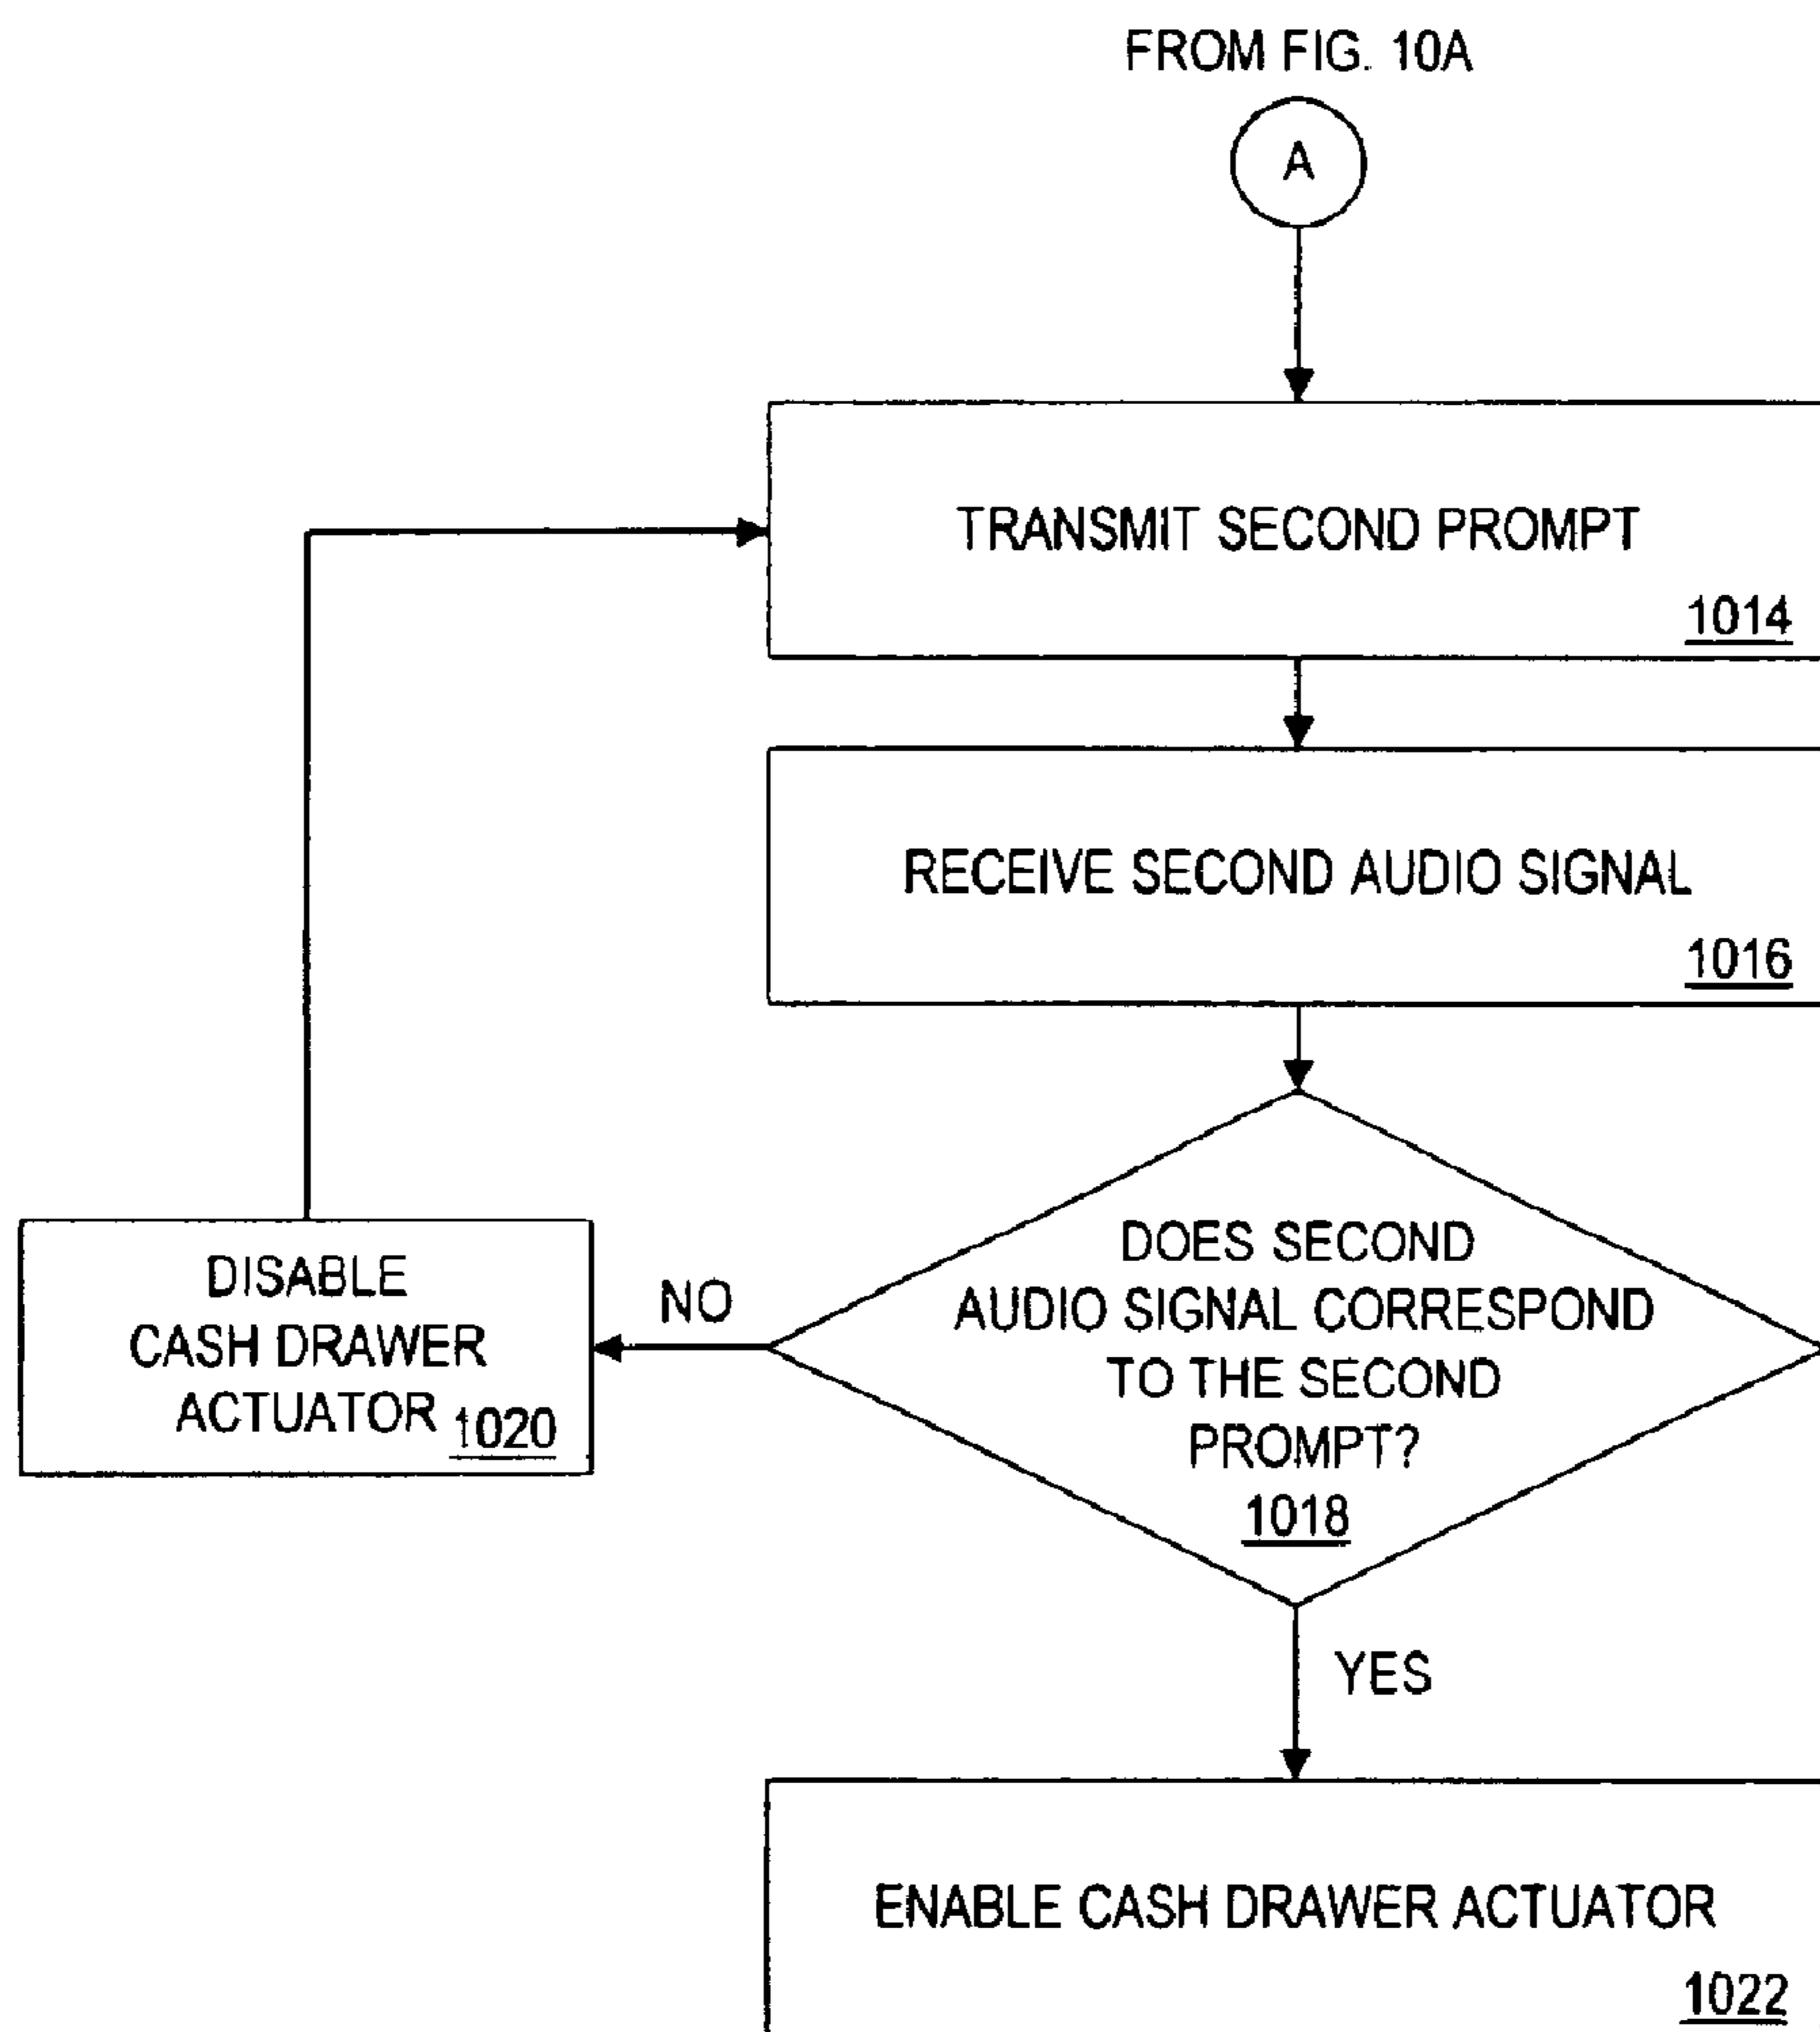 FROM FIG. 10A
A
TRANSMIT SECOND PROMPT
1014
RECEIVE SECOND AUDIO SIGNAL
1016
DOES SECOND
AUDIO SIGNAL CORRESPOND
TO THE SECOND
PROMPT?
1018
NO
DISABLE
CASH DRAWER
ACTUATOR 1020
YES
ENABLE CASH DRAWER ACTUATOR
1022